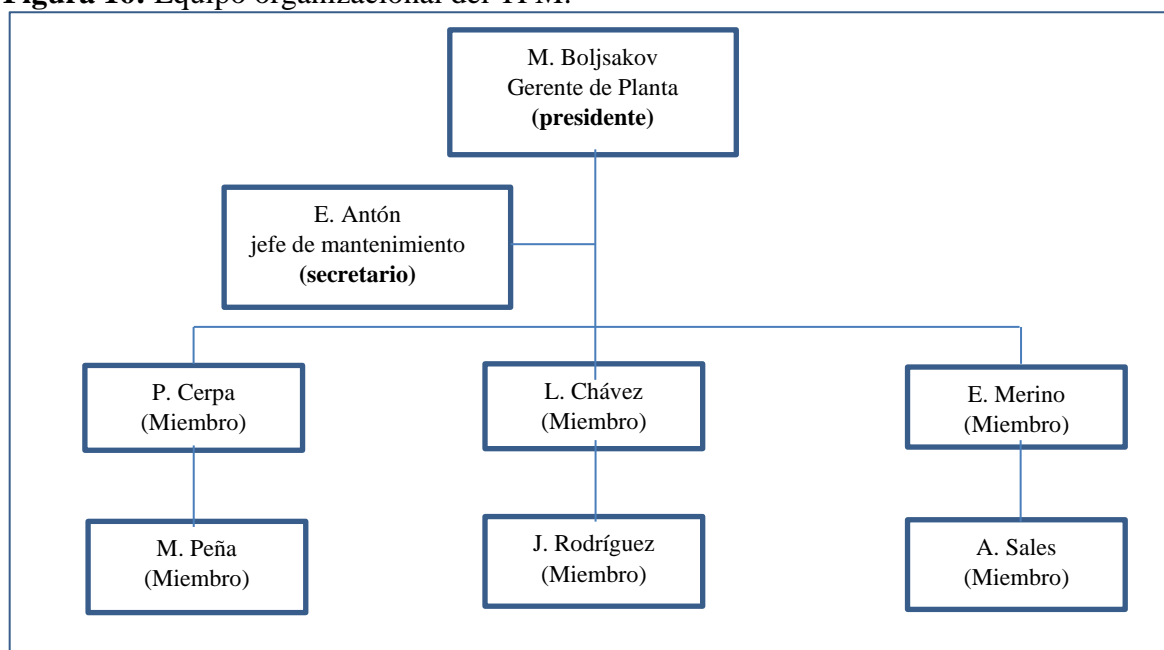 Figura 16. Equipo organizacional del TPM.
M. Boljsakov
Gerente de Planta
(presidente)
E. Antón
jefe de mantenimiento
(secretario)
P. Cerpa
(Miembro)
L. Chávez
(Miembro)
E. Merino
(Miembro)
M. Peña
(Miembro)
J. Rodríguez
(Miembro)
A. Sales
(Miembro)